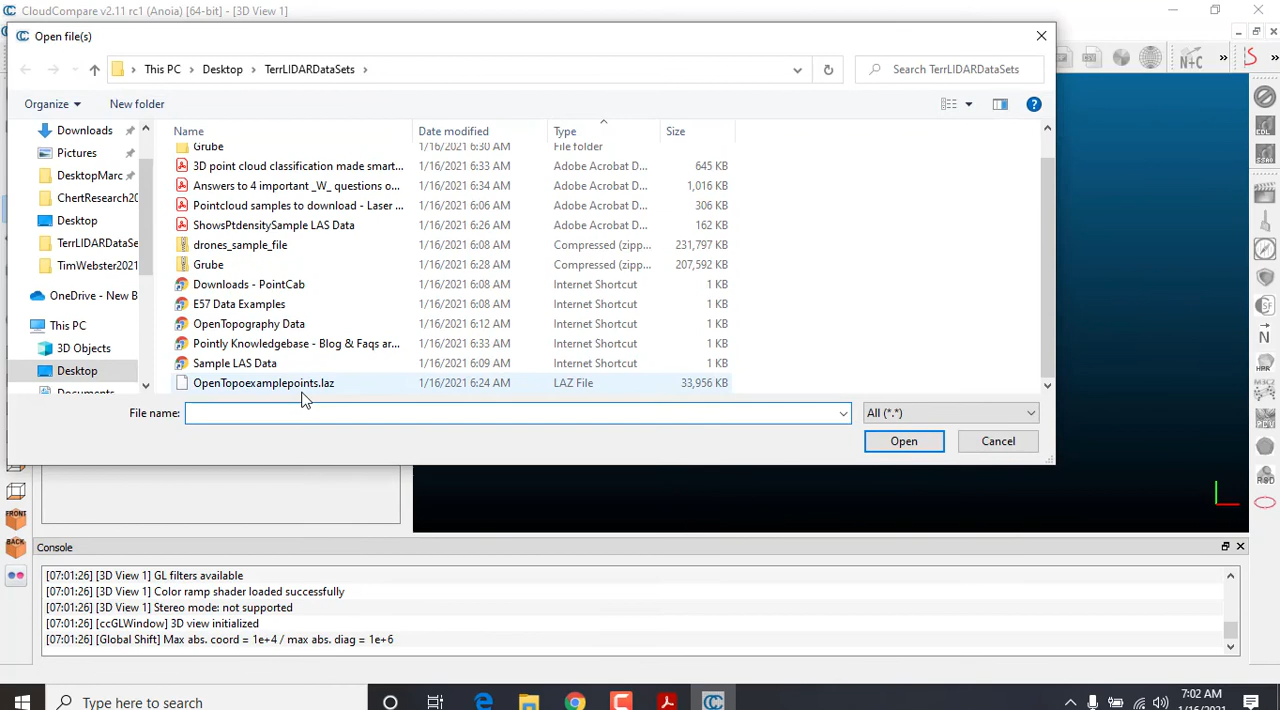 CloudCompare v2.11 rc1 (Anoia) [64-bit] - [3D View 1]
Open file(s)
This PC > Desktop > TerrLIDARDataSets >
Search TerrLIDARDataSets
Organize
New folder
Downloads
Pictures
DesktopMarc
ChertResearch20
Desktop
TerrLIDARDataSe
TimWebster2021
OneDrive - New B
This PC
3D Objects
Desktop
Documents
Name Date modified Type Size
Grube 1/16/2021 6:30 AM File folder
3D point cloud classification made smart... 1/16/2021 6:33 AM Adobe Acrobat D... 645 KB
Answers to 4 important _W_ questions o... 1/16/2021 6:34 AM Adobe Acrobat D... 1,016 KB
Pointcloud samples to download - Laser ... 1/16/2021 6:06 AM Adobe Acrobat D... 306 KB
ShowsPtdensitySample LAS Data 1/16/2021 6:26 AM Adobe Acrobat D... 162 KB
drones_sample_file 1/16/2021 6:08 AM Compressed (zipp... 231,797 KB
Grube 1/16/2021 6:28 AM Compressed (zipp... 207,592 KB
Downloads - PointCab 1/16/2021 6:08 AM Internet Shortcut 1 KB
E57 Data Examples 1/16/2021 6:08 AM Internet Shortcut 1 KB
OpenTopography Data 1/16/2021 6:12 AM Internet Shortcut 1 KB
Pointly Knowledgebase - Blog & Faqs ar... 1/16/2021 6:33 AM Internet Shortcut 1 KB
Sample LAS Data 1/16/2021 6:09 AM Internet Shortcut 1 KB
OpenTopoexamplepoints.laz 1/16/2021 6:24 AM LAZ File 33,956 KB
File name:
All (*.*)
Open
Cancel
N+C
CSV
EDL
SSAO
SF
N
HPR
PCV
RSD
FRONT
BACK
Console
[07:01:26] [3D View 1] GL filters available
[07:01:26] [3D View 1] Color ramp shader loaded successfully
[07:01:26] [3D View 1] Stereo mode: not supported
[07:01:26] [ccGLWindow] 3D view initialized
[07:01:26] [Global Shift] Max abs. coord = 1e+4 / max abs. diag = 1e+6
Type here to search
7:02 AM
1/16/2021